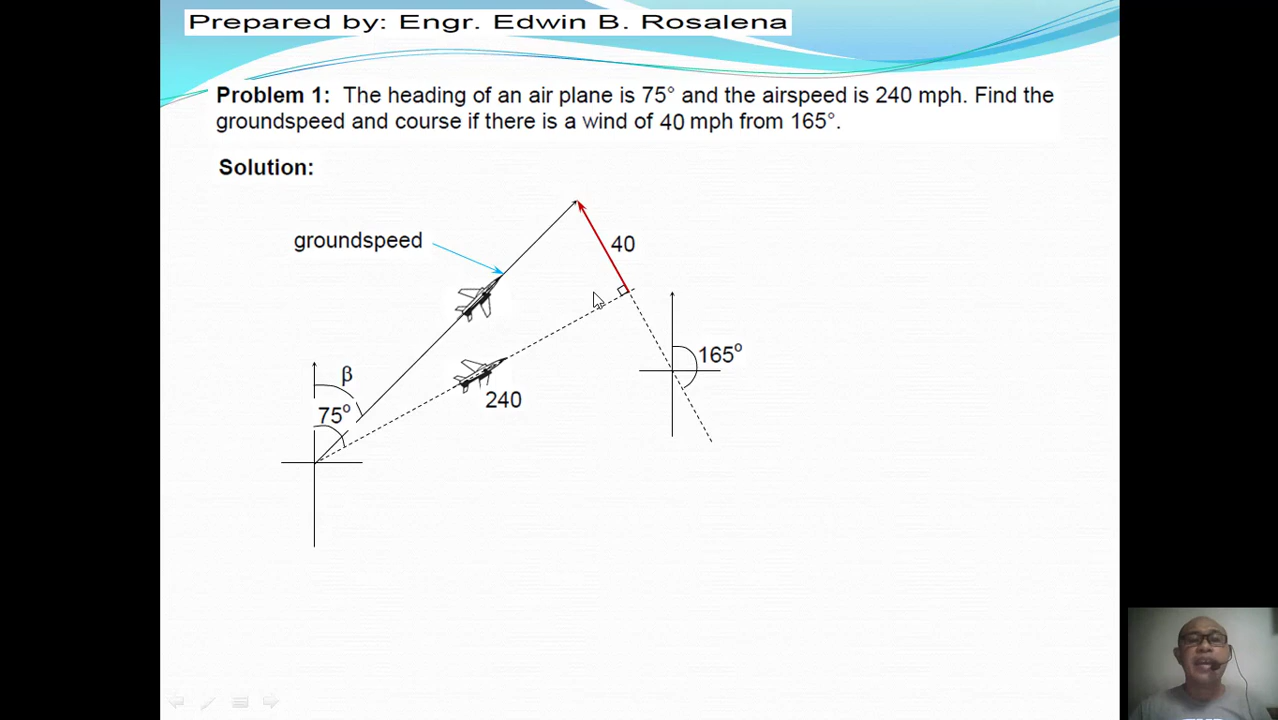 Prepared by: Engr. Edwin B. Rosalena
Problem 1: The heading of an air plane is 75° and the airspeed is 240 mph. Find the
groundspeed and course if there is a wind of 40 mph from 165°.
Solution:
groundspeed
40
165°
β
75°
240